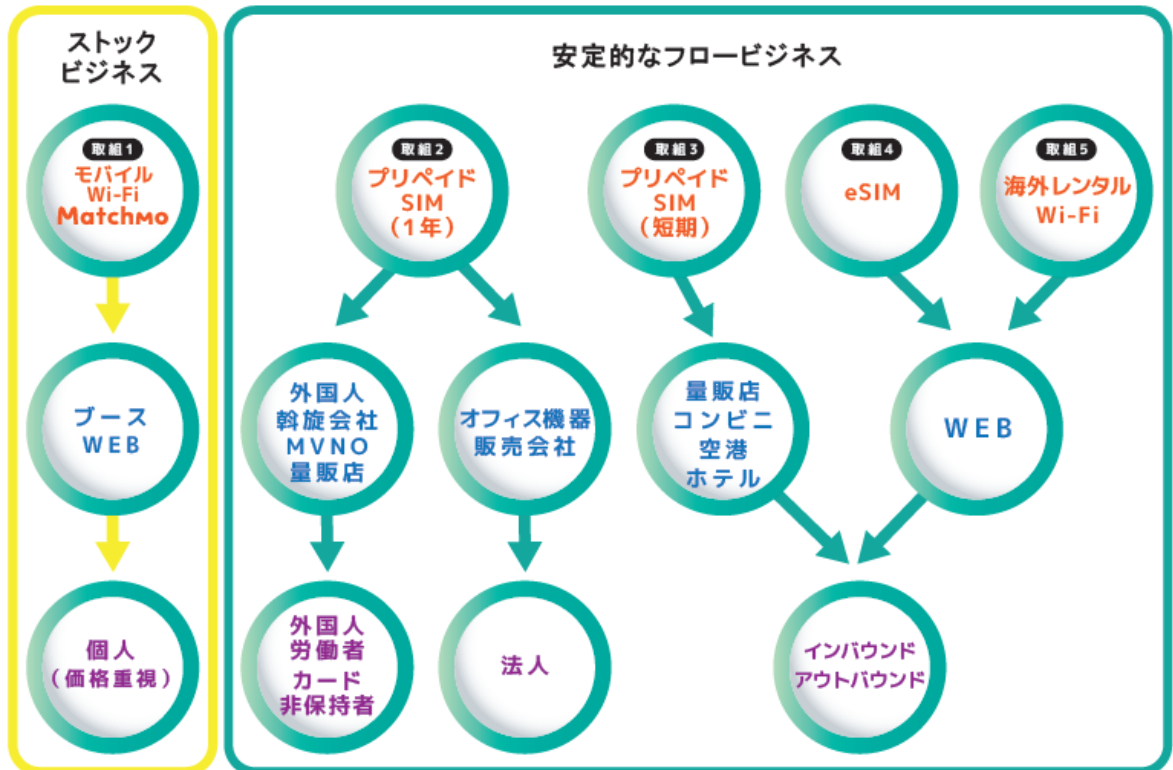 ストック
ビジネス
安定的なフロービジネス
取組1
モバイル
Wi-Fi
Matchmo
取組2
プリペイド
SIM
(1年)
取組3
プリペイド
SIM
(短期)
取組4
eSIM
取組5
海外レンタル
Wi-Fi
ブース
WEB
外国人
斡旋会社
MVNO
量販店
オフィス機器
販売会社
量販店
コンビニ
空港
ホテル
WEB
個人
(価格重視)
外国人
労働者
カード
非保持者
法人
インバウンド
アウトバウンド